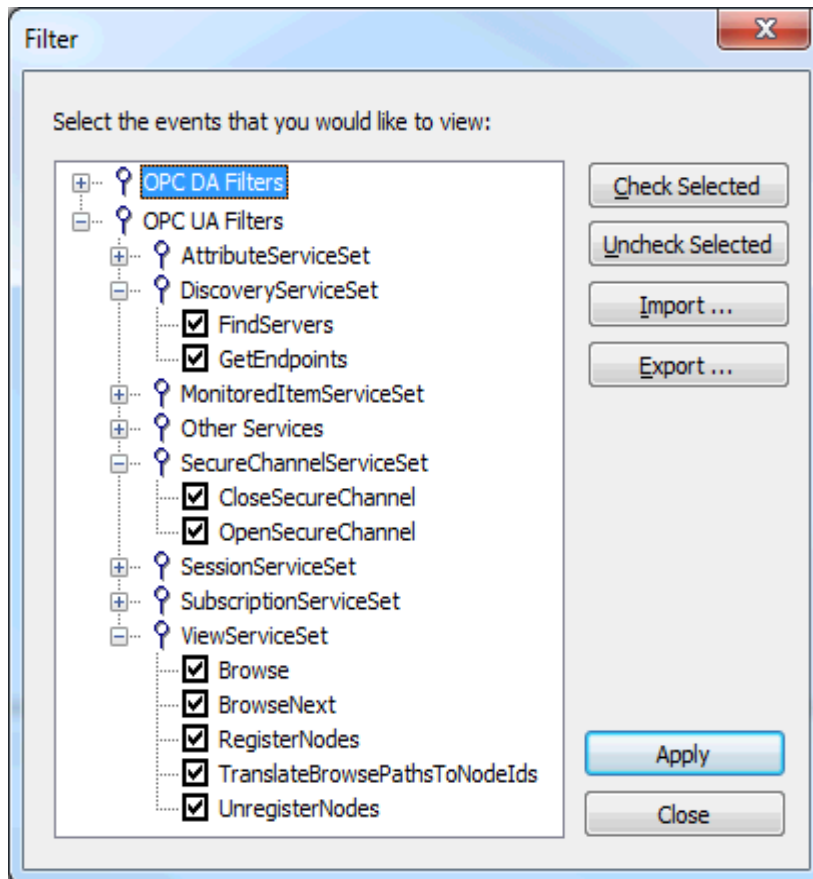 Filter
Select the events that you would like to view:
OPC DA Filters
OPC UA Filters
AttributeServiceSet
DiscoveryServiceSet
FindServers
GetEndpoints
MonitoredItemServiceSet
Other Services
SecureChannelServiceSet
CloseSecureChannel
OpenSecureChannel
SessionServiceSet
SubscriptionServiceSet
ViewServiceSet
Browse
BrowseNext
RegisterNodes
TranslateBrowsePathsToNodeIds
UnregisterNodes
Check Selected
Uncheck Selected
Import ...
Export ...
Apply
Close